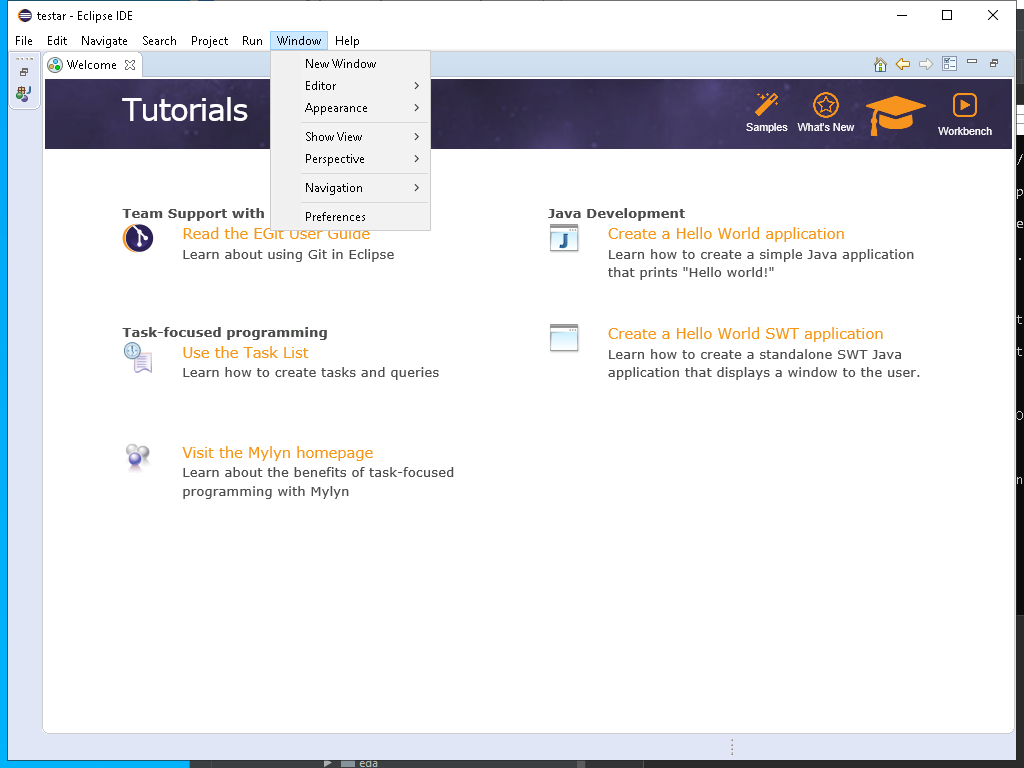 testar - Eclipse IDE
File Edit Navigate Search Project Run Window Help
Welcome
New Window
Editor
Appearance
Show View
Perspective
Navigation
Preferences
Tutorials
Samples
What's New
Workbench
Team Support with
Read the EGit User Guide
Learn about using Git in Eclipse
Task-focused programming
Use the Task List
Learn how to create tasks and queries
Visit the Mylyn homepage
Learn about the benefits of task-focused
programming with Mylyn
Java Development
Create a Hello World application
Learn how to create a simple Java application
that prints "Hello world!"
Create a Hello World SWT application
Learn how to create a standalone SWT Java
application that displays a window to the user.
eda